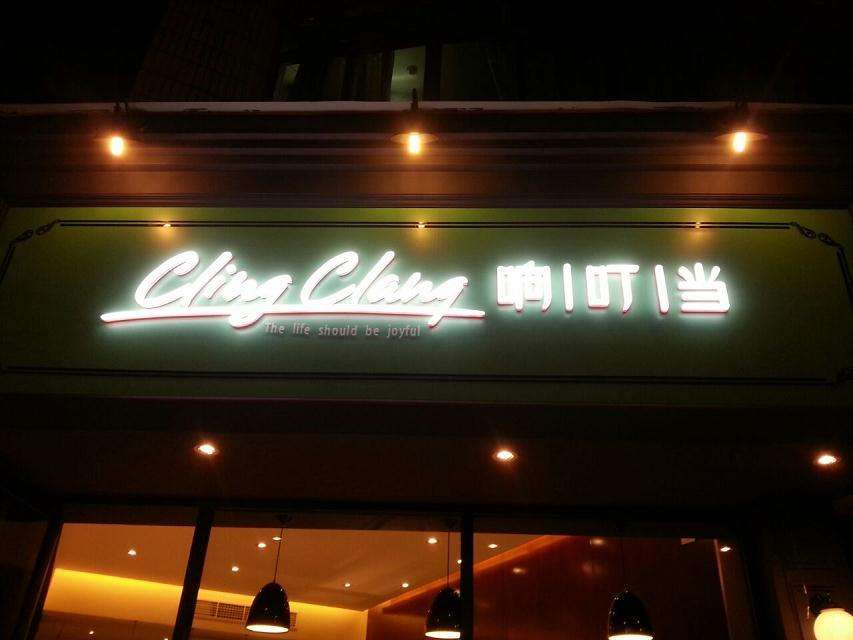 Cling Clang 响|叮|当
The life should be joyful